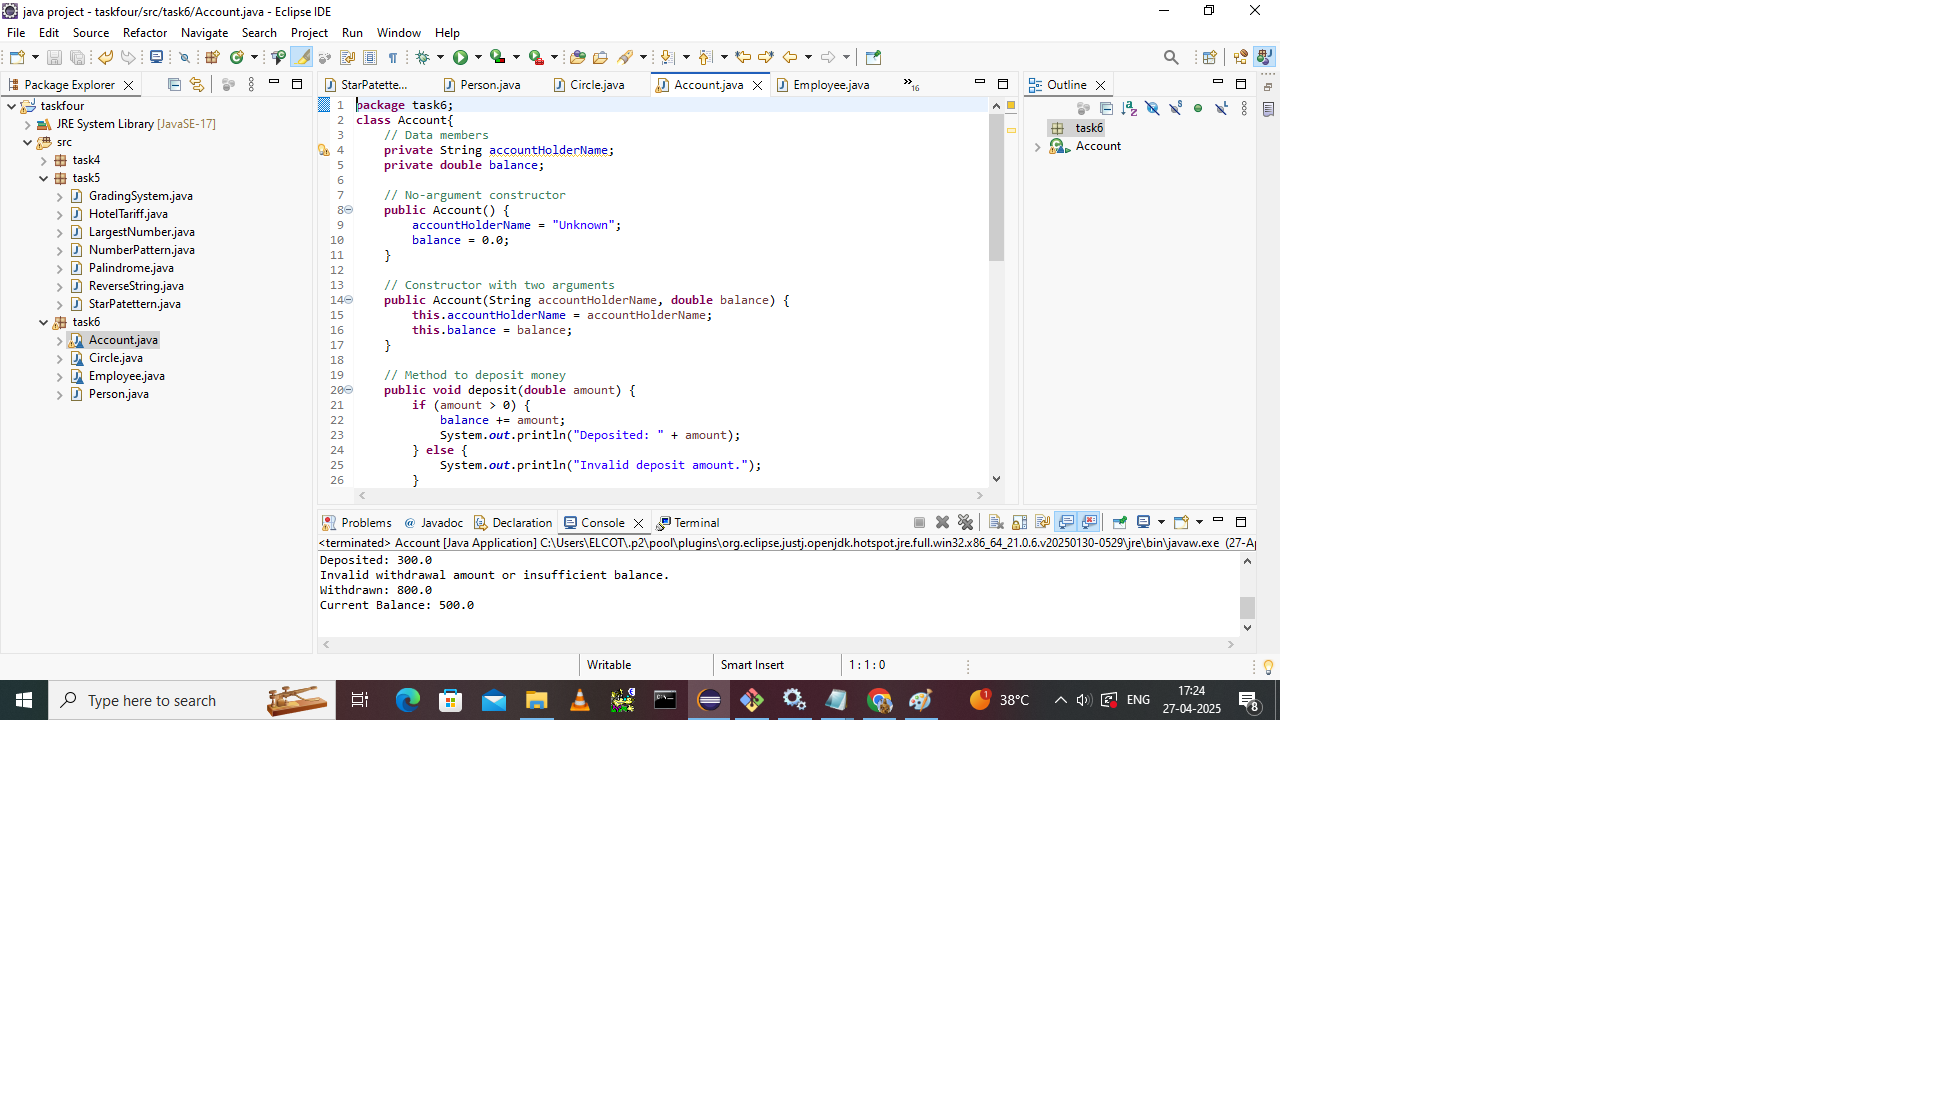 java project - taskfour/src/task6/Account.java - Eclipse IDE
File Edit Source Refactor Navigate Search Project Run Window Help
Package Explorer
taskfour
JRE System Library [JavaSE-17]
src
task4
task5
GradingSystem.java
HotelTariff.java
LargestNumber.java
NumberPattern.java
Palindrome.java
ReverseString.java
StarPatettern.java
task6
Account.java
Circle.java
Employee.java
Person.java
StarPatette... Person.java Circle.java Account.java Employee.java »16
1 package task6;
2 class Account{
3 // Data members
4 private String accountHolderName;
5 private double balance;
6
7 // No-argument constructor
8 public Account() {
9 accountHolderName = "Unknown";
10 balance = 0.0;
11 }
12
13 // Constructor with two arguments
14 public Account(String accountHolderName, double balance) {
15 this.accountHolderName = accountHolderName;
16 this.balance = balance;
17 }
18
19 // Method to deposit money
20 public void deposit(double amount) {
21 if (amount > 0) {
22 balance += amount;
23 System.out.println("Deposited: " + amount);
24 } else {
25 System.out.println("Invalid deposit amount.");
26 }
Outline
task6
Account
Problems @ Javadoc Declaration Console Terminal
<terminated> Account [Java Application] C:\Users\ELCOT\.p2\pool\plugins\org.eclipse.justj.openjdk.hotspot.jre.full.win32.x86_64_21.0.6.v20250130-0529\jre\bin\javaw.exe (27-A
Deposited: 300.0
Invalid withdrawal amount or insufficient balance.
Withdrawn: 800.0
Current Balance: 500.0
Writable Smart Insert 1 : 1 : 0
Type here to search
1 38°C ENG
17:24
27-04-2025
8